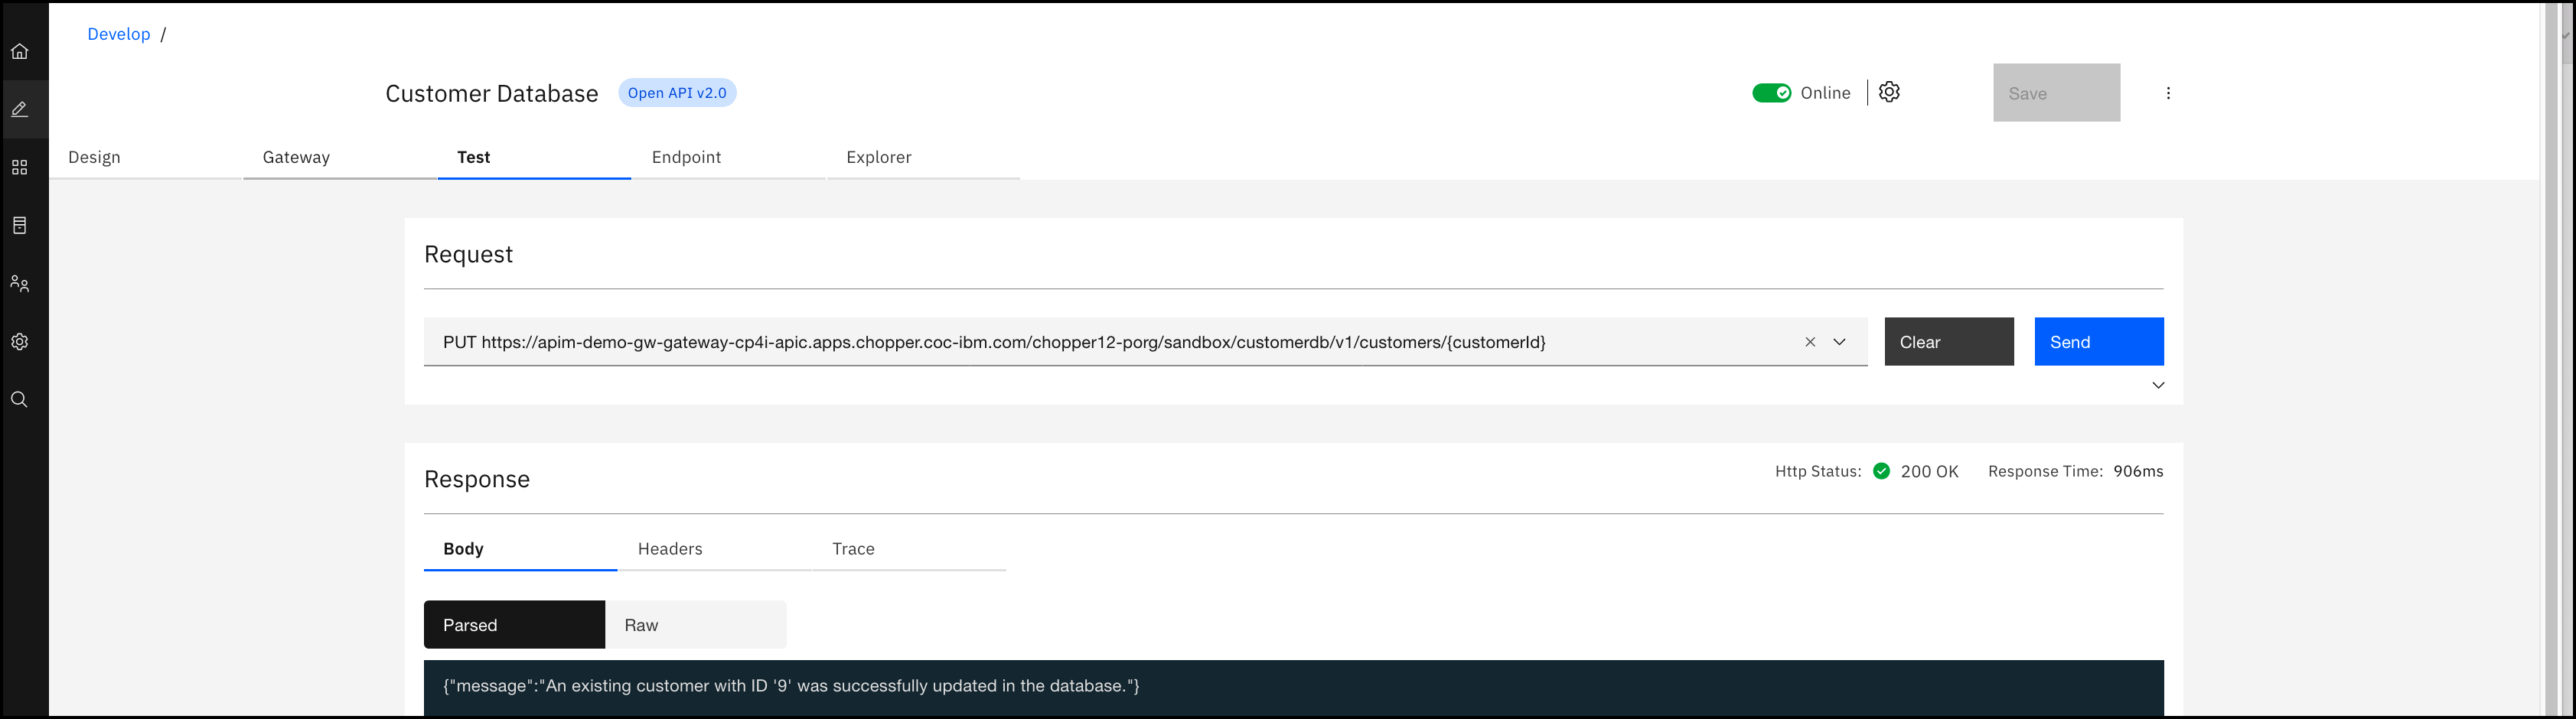 Develop /
Customer Database Open API v2.0 Online Save
Design Gateway Test Endpoint Explorer
Request
PUT https://apim-demo-gw-gateway-cp4i-apic.apps.chopper.coc-ibm.com/chopper12-porg/sandbox/customerdb/v1/customers/{customerId} Clear Send
Response Http Status: 200 OK Response Time: 906ms
Body Headers Trace
Parsed Raw
{"message":"An existing customer with ID '9' was successfully updated in the database."}